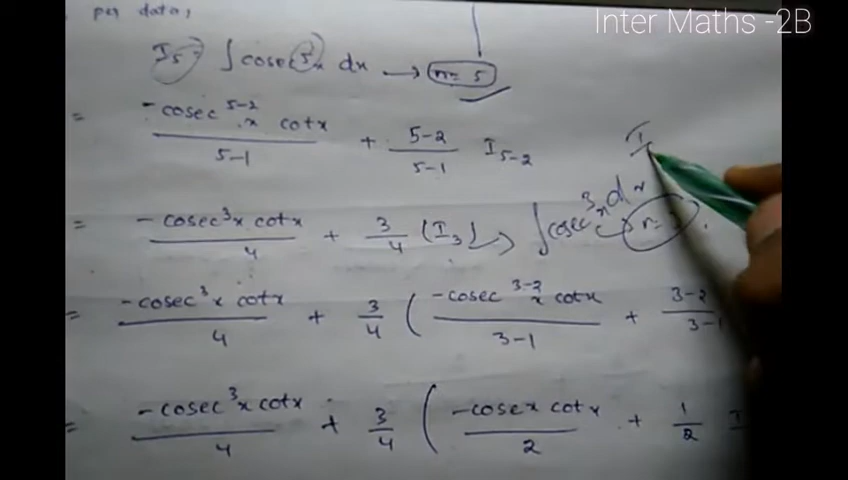 Inter Maths -2B
per data,
I₅ = ∫ cosec⁵x dx → n = 5
= -cosec⁵⁻²x cotx / 5-1 + 5-2 / 5-1 I₅₋₂
= -cosec³x cotx / 4 + 3/4 (I₃) → ∫cosec³x dx → n=3
I
= -cosec³x cotx / 4 + 3/4 ( -cosec³⁻²x cotx / 3-1 + 3-2 / 3-1
= -cosec³x cotx / 4 + 3/4 ( -cosecx cotx / 2 + 1/2 I